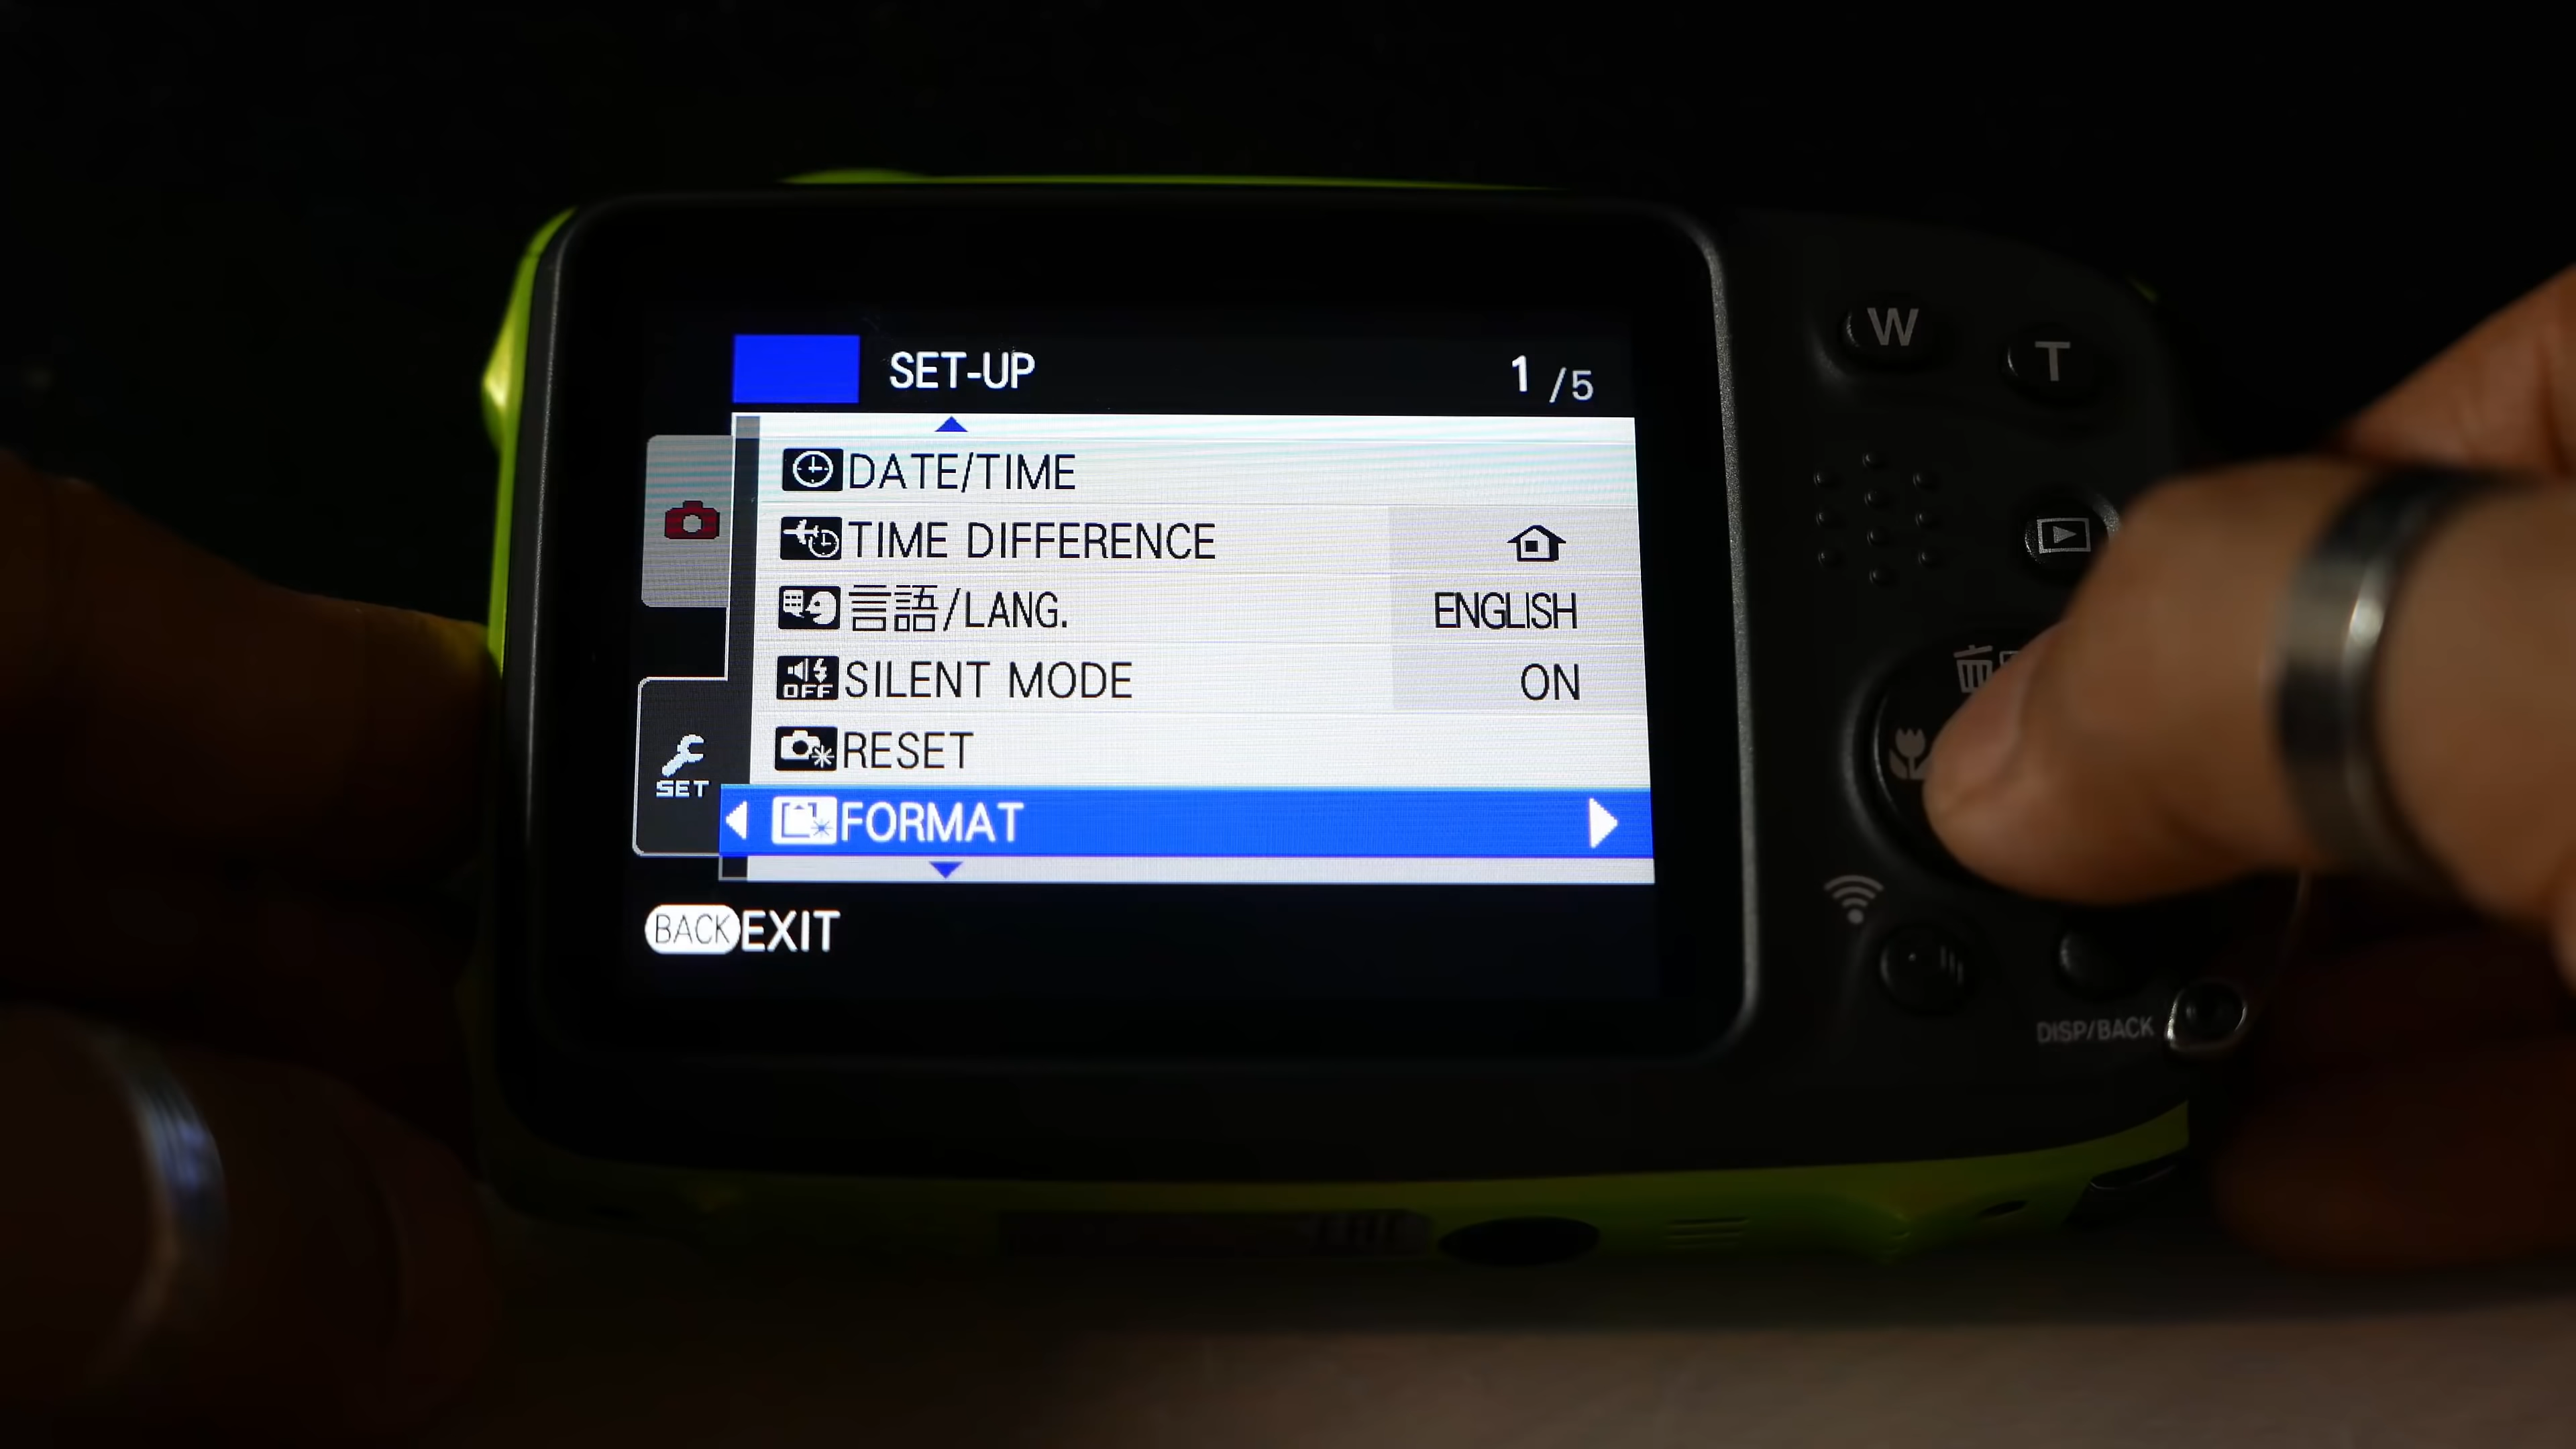 SET-UP 1/5
DATE/TIME
TIME DIFFERENCE
言語/LANG. ENGLISH
OFF SILENT MODE ON
RESET
SET
FORMAT
BACK EXIT
W T
DISP/BACK